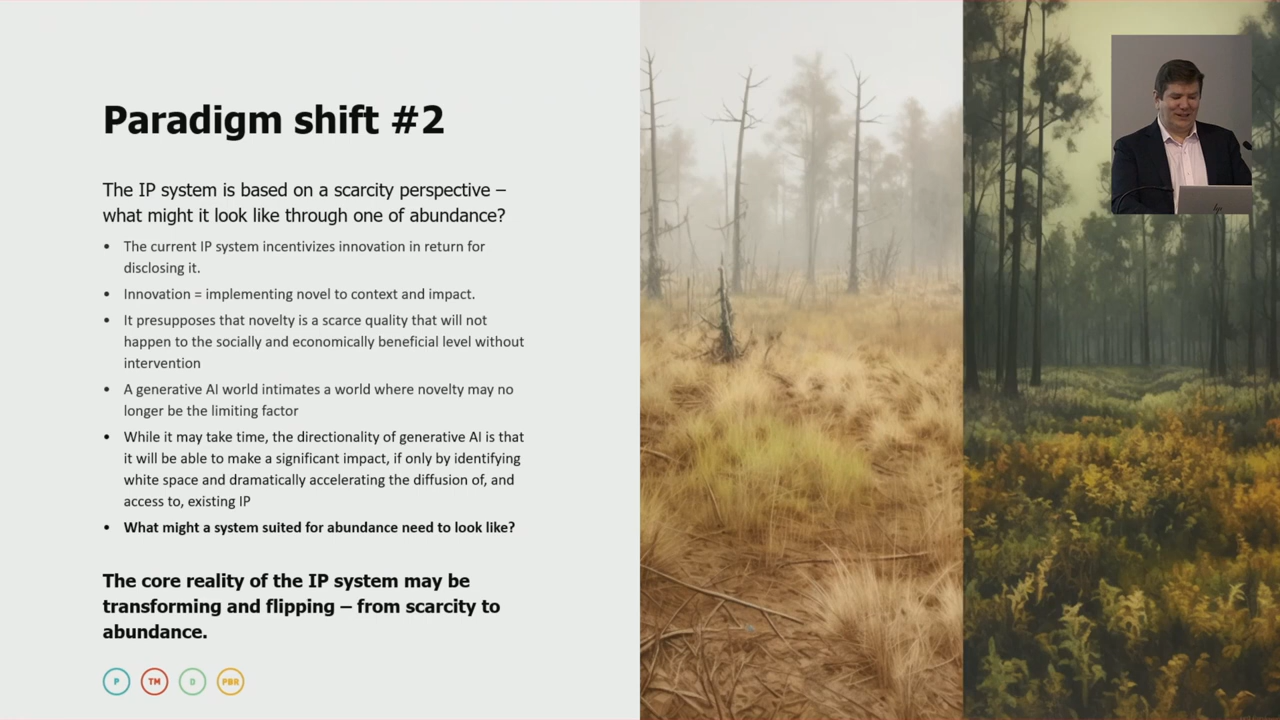 Paradigm shift #2
The IP system is based on a scarcity perspective –
what might it look like through one of abundance?
• The current IP system incentivizes innovation in return for
disclosing it.
• Innovation = implementing novel to context and impact.
• It presupposes that novelty is a scarce quality that will not
happen to the socially and economically beneficial level without
intervention
• A generative AI world intimates a world where novelty may no
longer be the limiting factor
• While it may take time, the directionality of generative AI is that
it will be able to make a significant impact, if only by identifying
white space and dramatically accelerating the diffusion of, and
access to, existing IP
• What might a system suited for abundance need to look like?
The core reality of the IP system may be
transforming and flipping – from scarcity to
abundance.
P TM D PBR
hp